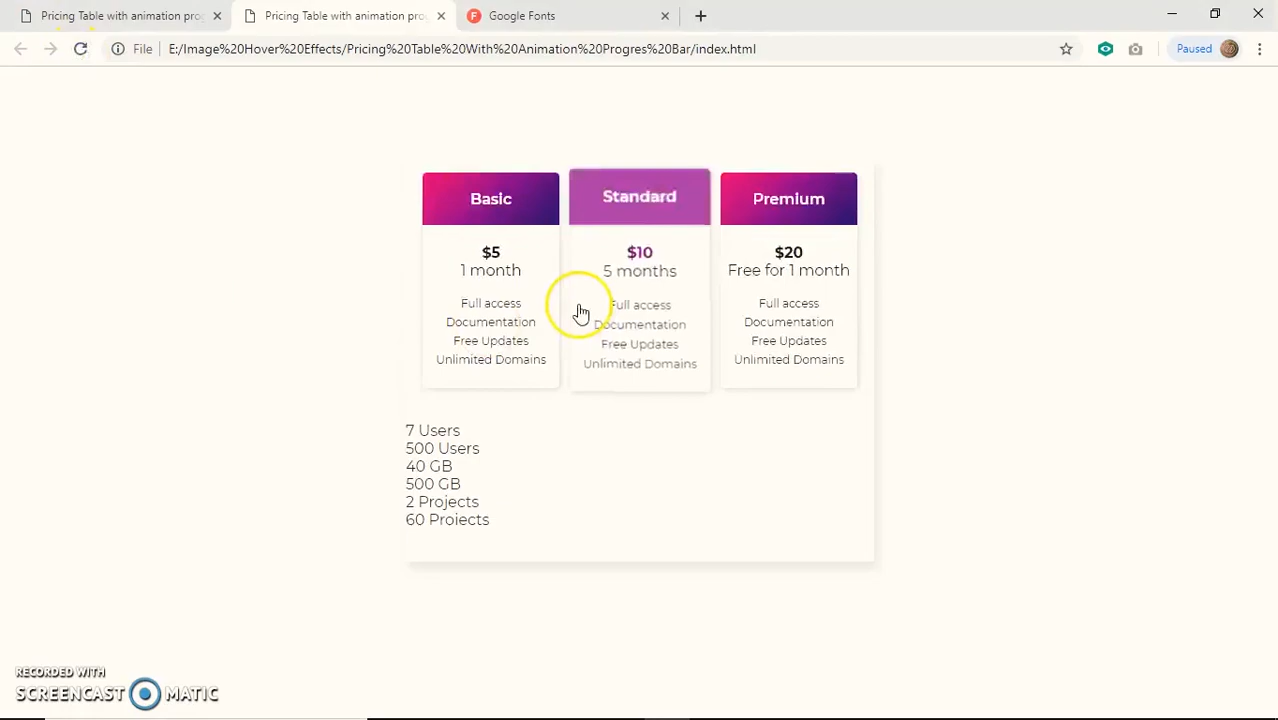 Pricing Table with animation prog
Pricing Table with animation prog
Google Fonts
File
E:/Image%20Hover%20Effects/Pricing%20Table%20With%20Animation%20Progres%20Bar/index.html
Paused
Basic
Standard
Premium
$5
$10
$20
1 month
5 months
Free for 1 month
Full access
Full access
Full access
Documentation
Documentation
Documentation
Free Updates
Free Updates
Free Updates
Unlimited Domains
Unlimited Domains
Unlimited Domains
7 Users
500 Users
40 GB
500 GB
2 Projects
60 Projects
RECORDED WITH
SCREENCAST MATIC